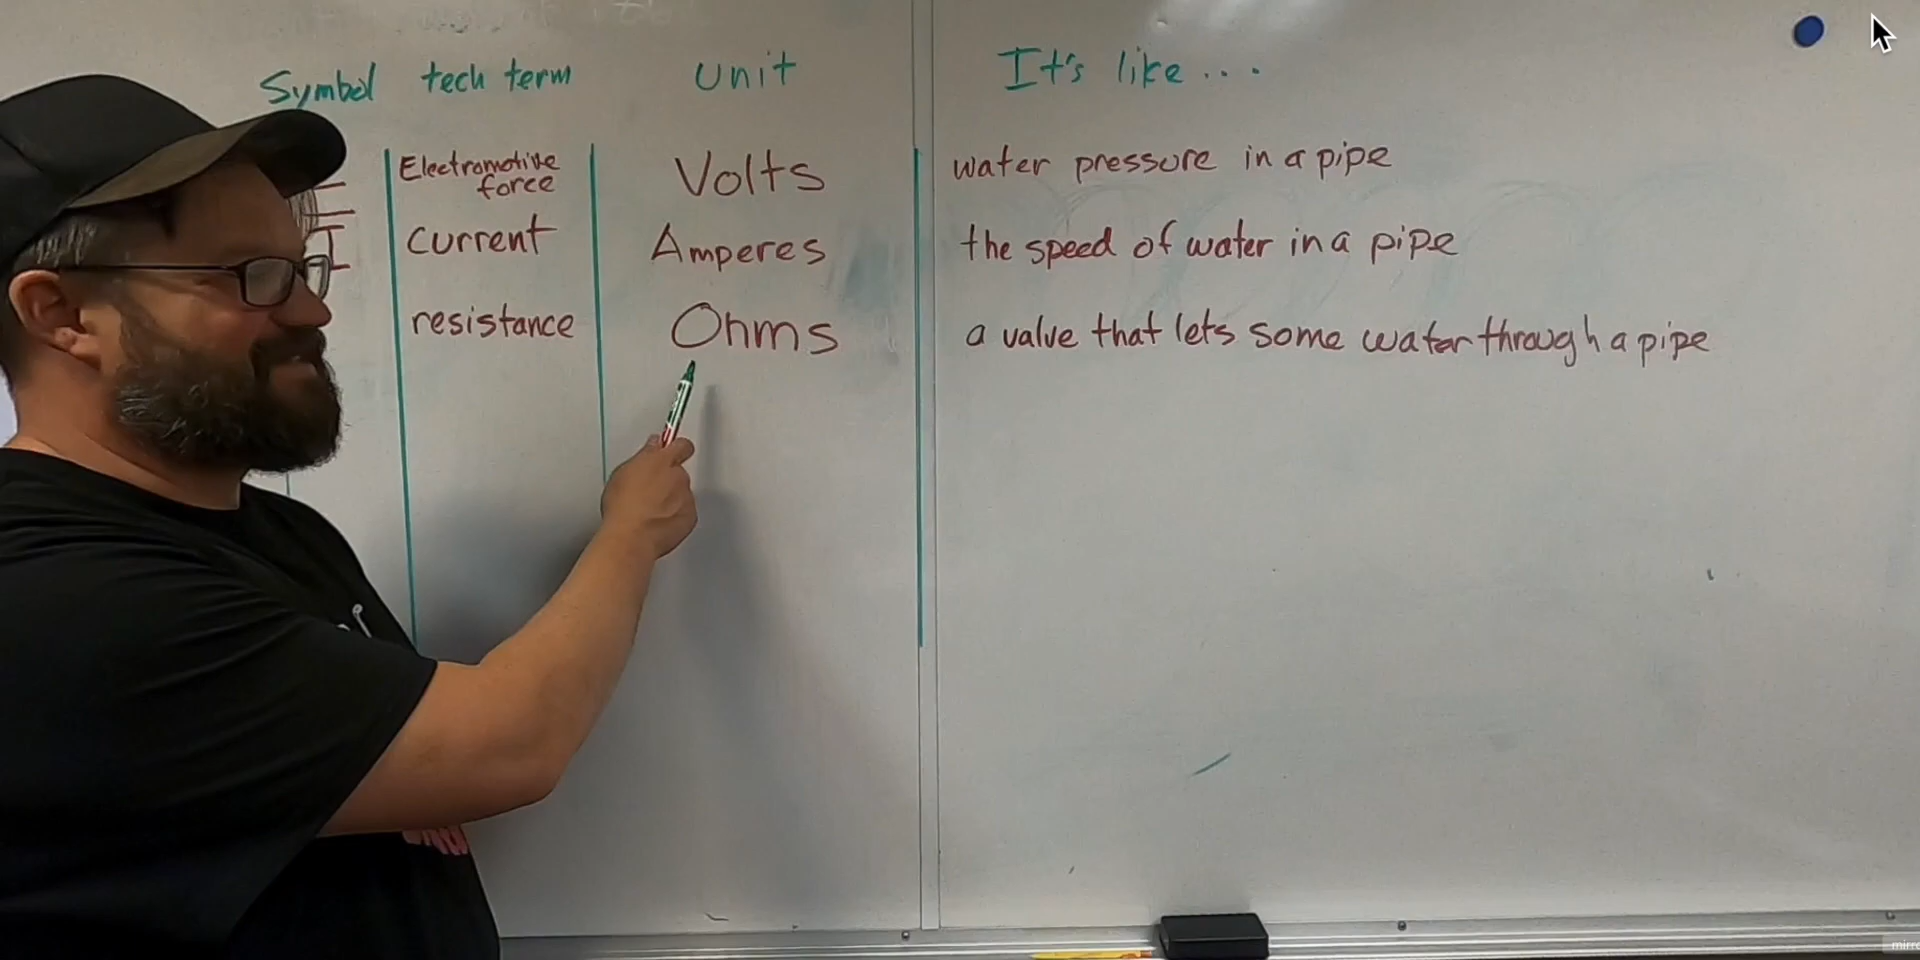 Symbol tech term unit It's like...
Electromotive force Volts water pressure in a pipe
I current Amperes the speed of water in a pipe
resistance Ohms a valve that lets some water through a pipe